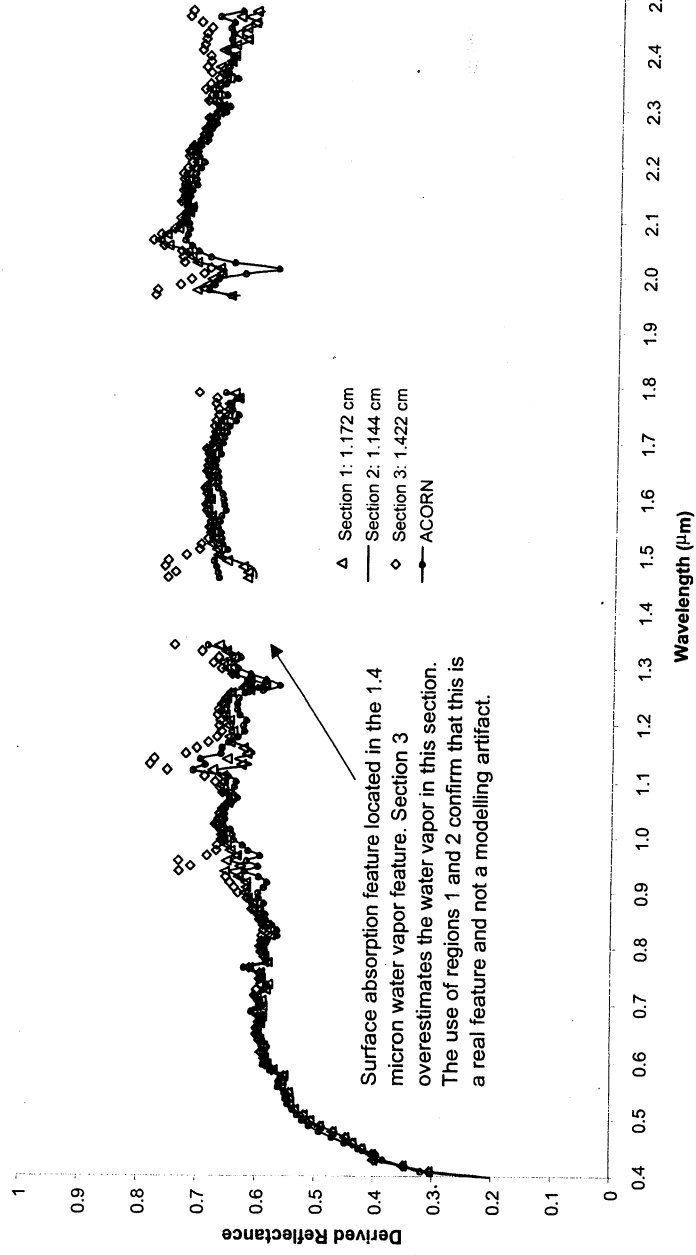 Derived Reflectance
1
0.9
0.8
0.7
0.6
0.5
0.4
0.3
0.2
0.1
0
0.4
0.5
0.6
0.7
0.8
0.9
1.0
1.1
1.2
1.3
1.4
1.5
1.6
1.7
1.8
1.9
2.0
2.1
2.2
2.3
2.4
Wavelength (µm)
Surface absorption feature located in the 1.4
micron water vapor feature. Section 3
overestimates the water vapor in this section.
The use of regions 1 and 2 confirm that this is
a real feature and not a modelling artifact.
Section 1: 1.172 cm
Section 2: 1.144 cm
Section 3: 1.422 cm
ACORN